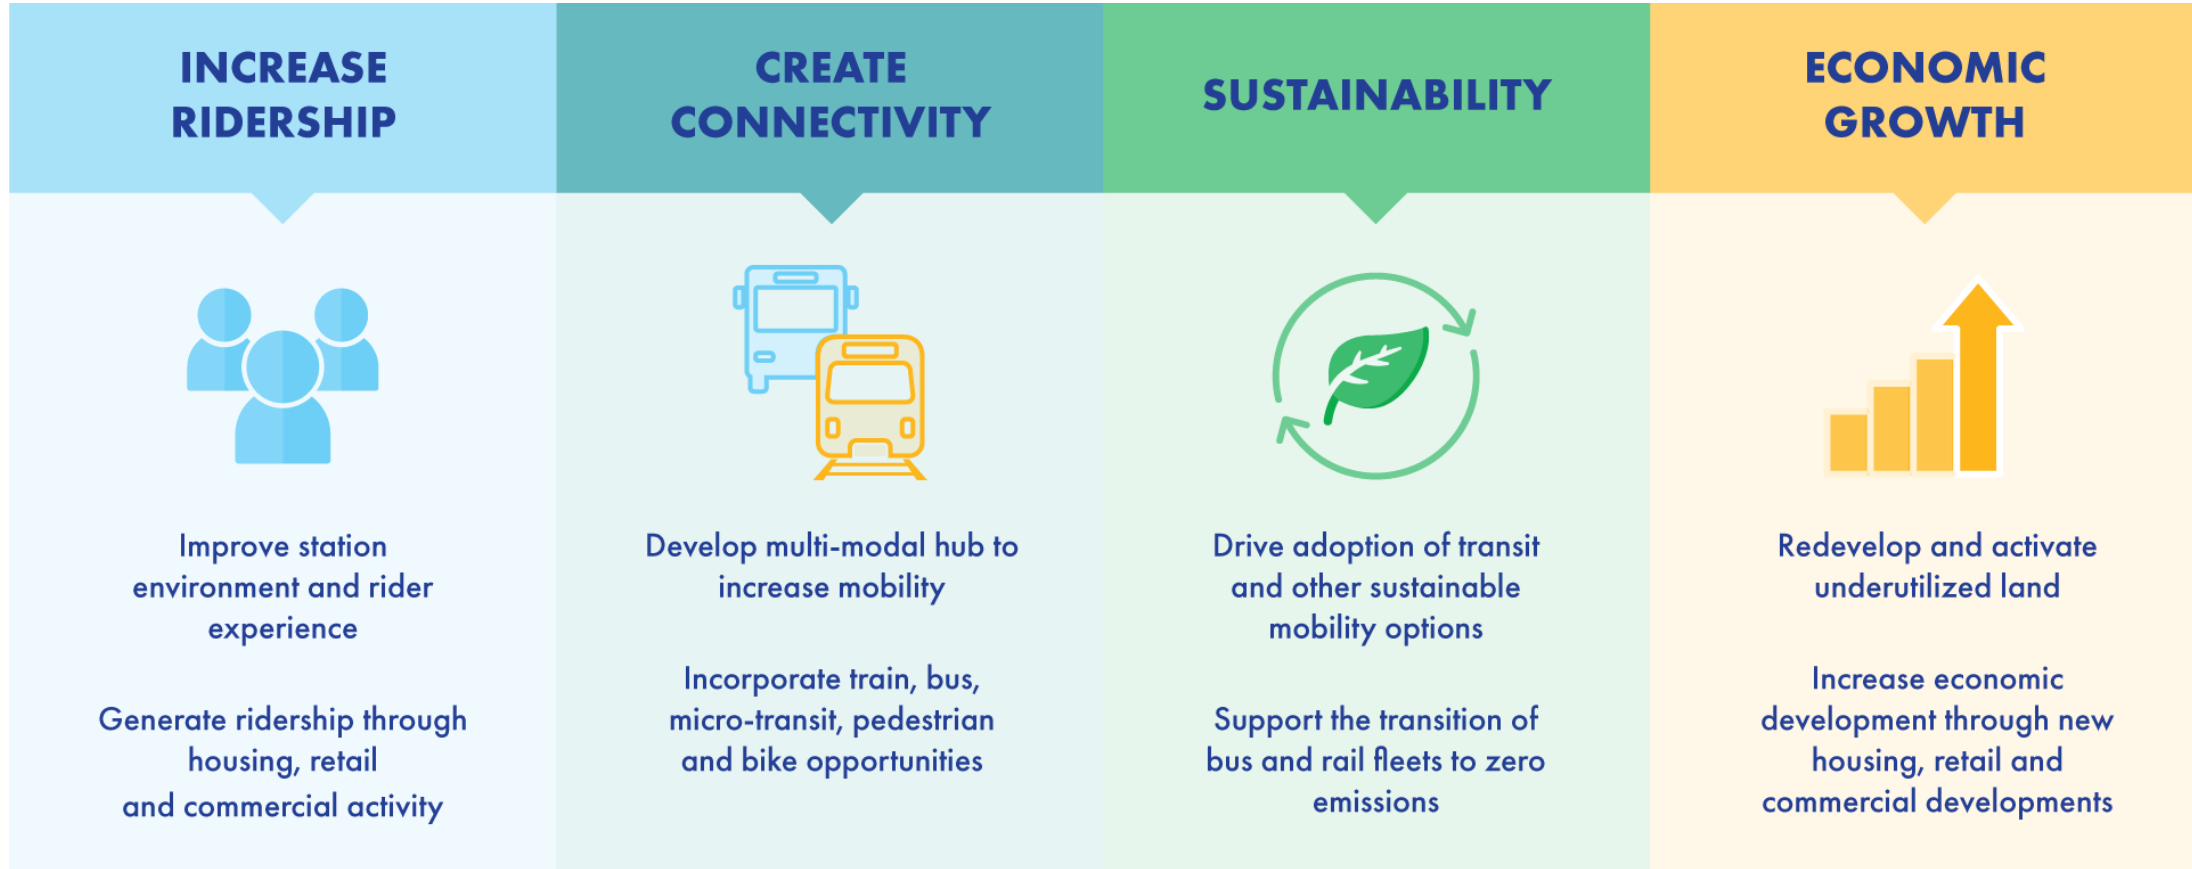 INCREASE
RIDERSHIP
Improve station
environment and rider
experience
Generate ridership through
housing, retail
and commercial activity
CREATE
CONNECTIVITY
Develop multi-modal hub to
increase mobility
Incorporate train, bus,
micro-transit, pedestrian
and bike opportunities
SUSTAINABILITY
Drive adoption of transit
and other sustainable
mobility options
Support the transition of
bus and rail fleets to zero
emissions
ECONOMIC
GROWTH
Redevelop and activate
underutilized land
Increase economic
development through new
housing, retail and
commercial developments